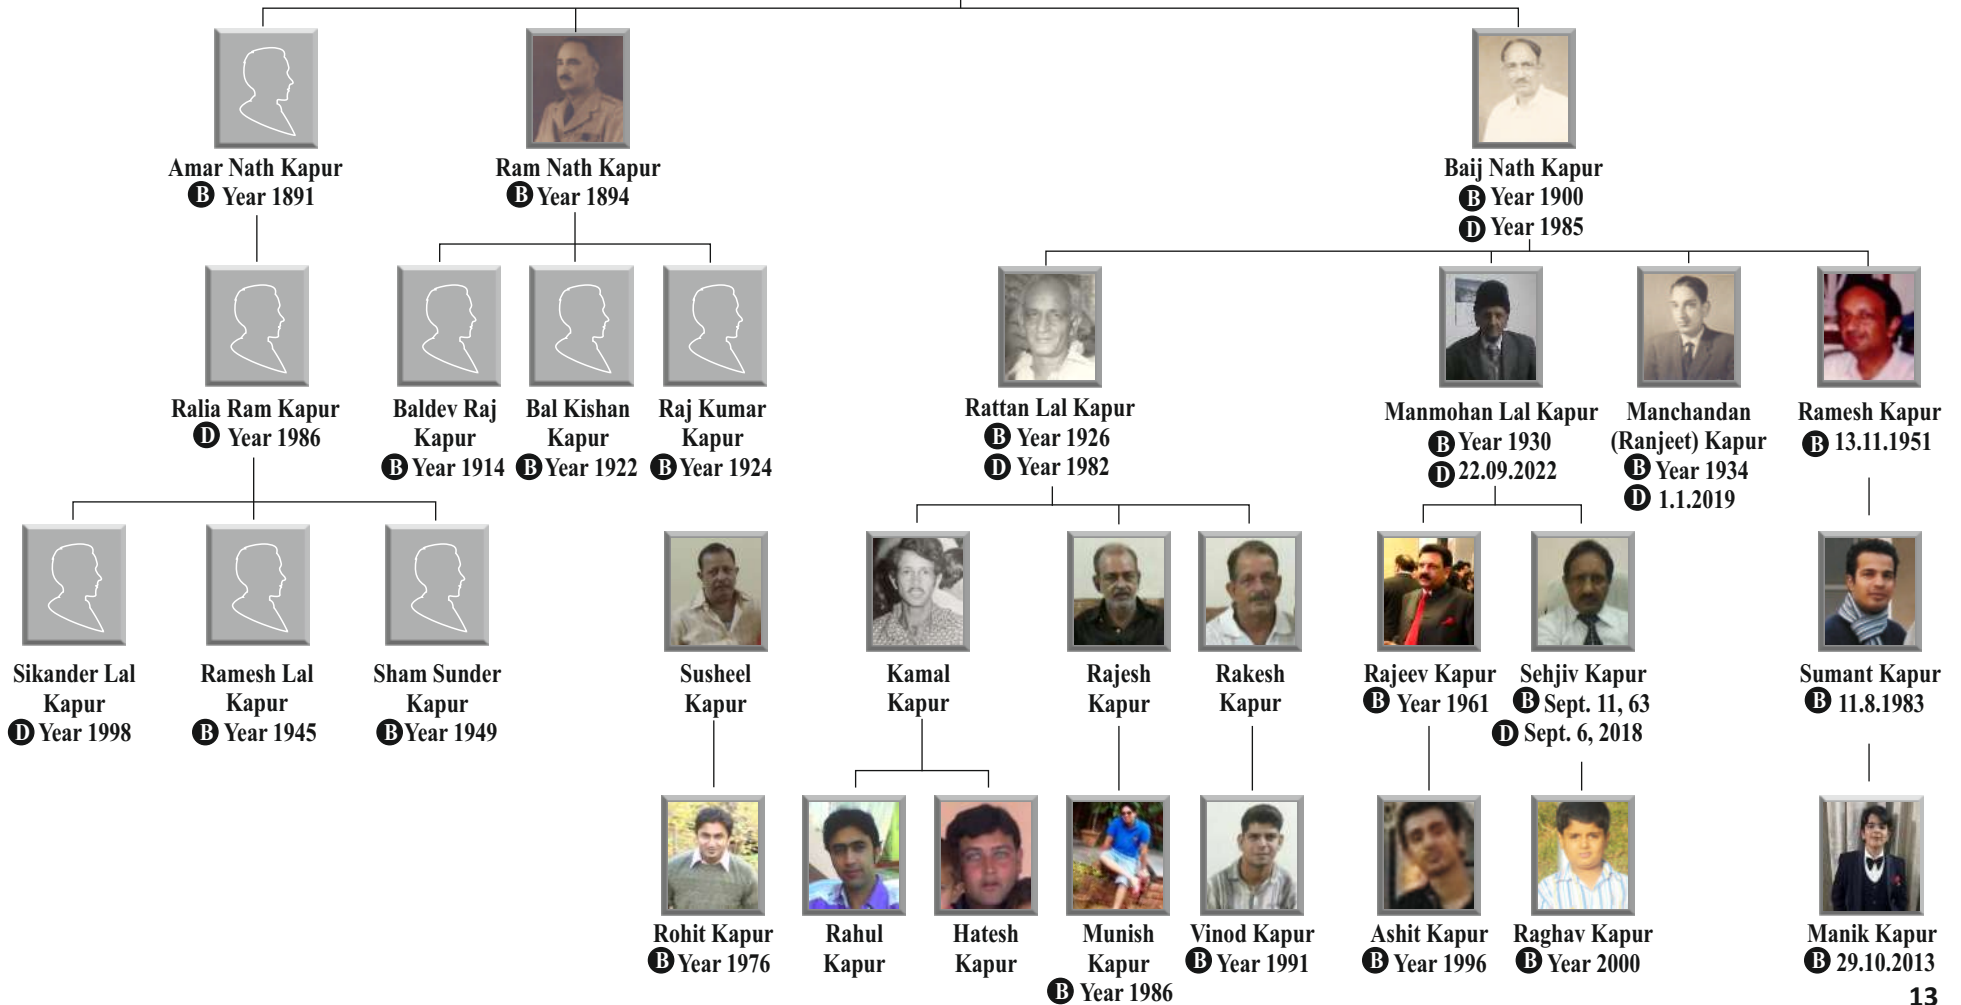 Amar Nath Kapur
B Year 1891
Ram Nath Kapur
B Year 1894
Baij Nath Kapur
B Year 1900
D Year 1985
Ralia Ram Kapur
D Year 1986
Baldev Raj
Kapur
B Year 1914
Bal Kishan
Kapur
B Year 1922
Raj Kumar
Kapur
B Year 1924
Rattan Lal Kapur
B Year 1926
D Year 1982
Manmohan Lal Kapur
B Year 1930
D 22.09.2022
Manchandan
(Ranjeet) Kapur
B Year 1934
D 1.1.2019
Ramesh Kapur
B 13.11.1951
Sikander Lal
Kapur
D Year 1998
Ramesh Lal
Kapur
B Year 1945
Sham Sunder
Kapur
B Year 1949
Susheel
Kapur
Kamal
Kapur
Rajesh
Kapur
Rakesh
Kapur
Rajeev Kapur
B Year 1961
Sehjiv Kapur
B Sept. 11, 63
D Sept. 6, 2018
Sumant Kapur
B 11.8.1983
Rohit Kapur
B Year 1976
Rahul
Kapur
Hatesh
Kapur
Munish
Kapur
B Year 1986
Vinod Kapur
B Year 1991
Ashit Kapur
B Year 1996
Raghav Kapur
B Year 2000
Manik Kapur
B 29.10.2013
13